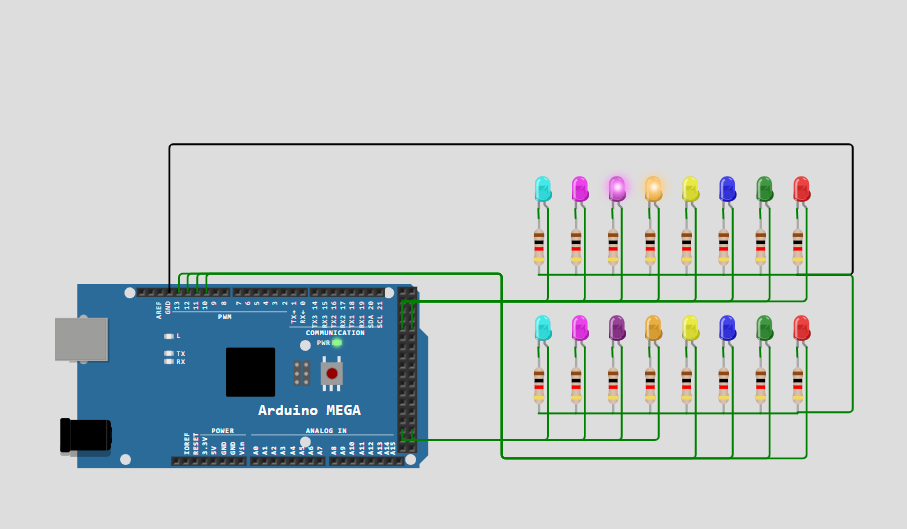 AREF
GND
13
12
11
10
9
8
7
6
5
4
3
2
TX→ 1
RX← 0
TX3 14
RX3 15
TX2 16
RX2 17
TX1 18
RX1 19
SDA 20
SCL 21
PWM
COMMUNICATION
L
PWR
TX
RX
Arduino MEGA
POWER
ANALOG IN
IOREF
RESET
3.3V
5V
GND
GND
Vin
A0
A1
A2
A3
A4
A5
A6
A7
A8
A9
A10
A11
A12
A13
A14
A15